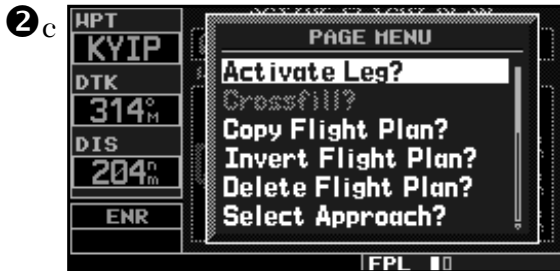 ❷c
WPT
KYIP
DTK
314°M
DIS
204nm
ENR
PAGE MENU
Activate Leg?
Crossfill?
Copy Flight Plan?
Invert Flight Plan?
Delete Flight Plan?
Select Approach?
FPL